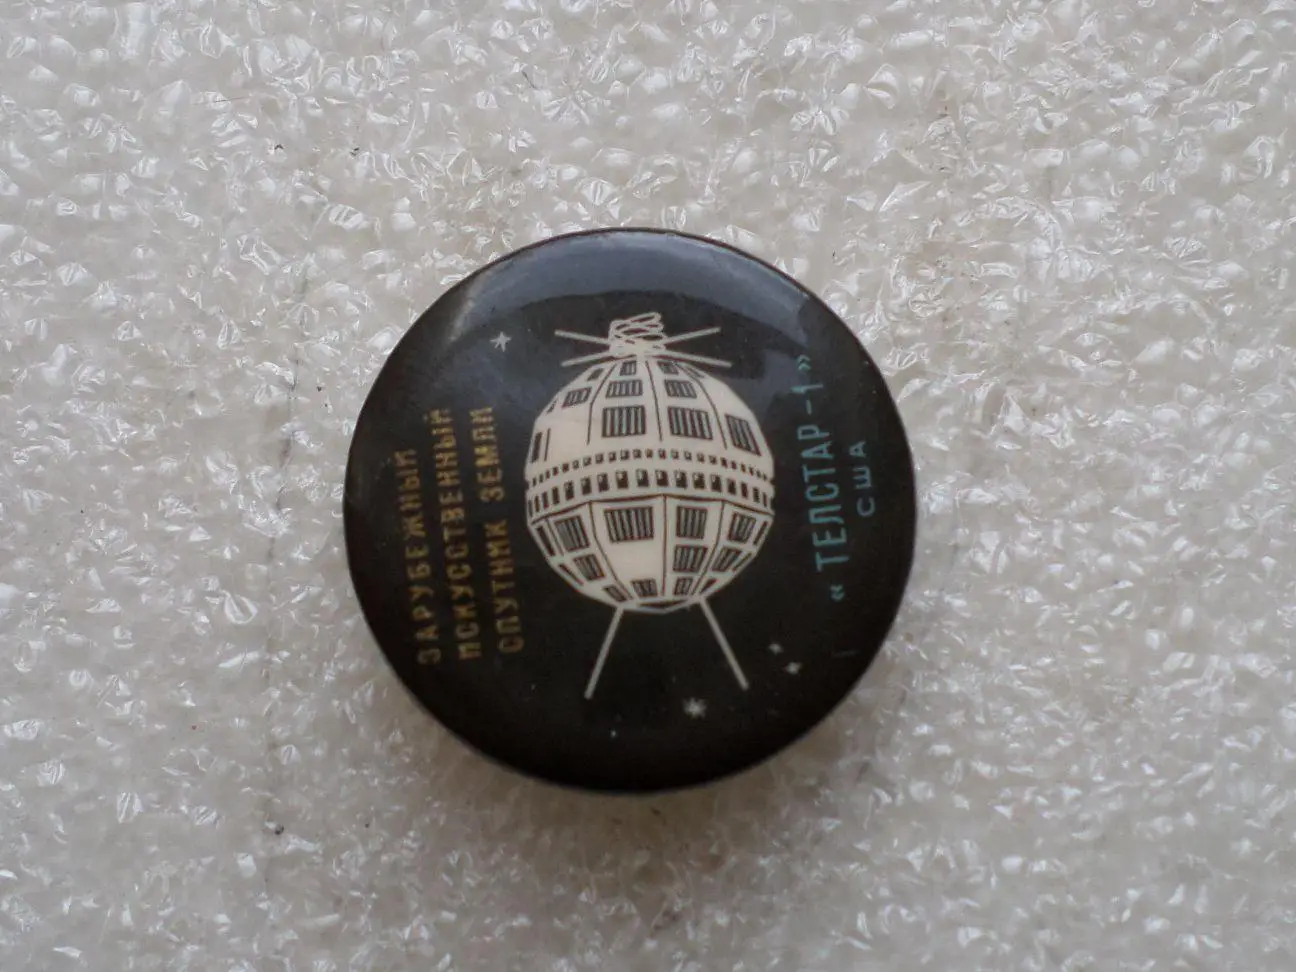 ЗАРУБЕЖНЫЙ
ИСКУССТВЕННЫЙ
СПУТНИК ЗЕМЛИ
«ТЕЛСТАР-1»
США